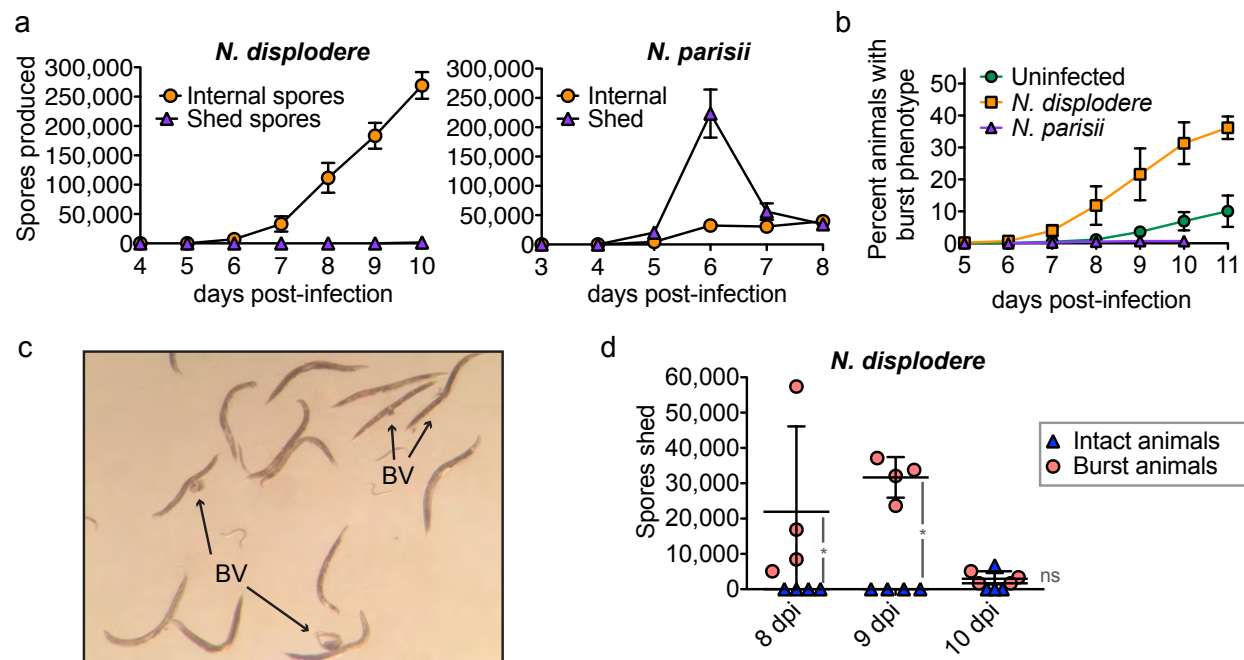 a
N. displodere
Spores produced
300,000
250,000
200,000
150,000
100,000
50,000
0
Internal spores
Shed spores
4 5 6 7 8 9 10
days post-infection
N. parisii
300,000
250,000
200,000
150,000
100,000
50,000
0
Internal
Shed
3 4 5 6 7 8
days post-infection
b
Percent animals with
burst phenotype
50
40
30
20
10
0
Uninfected
N. displodere
N. parisii
5 6 7 8 9 10 11
days post-infection
c
BV
BV
d
N. displodere
Spores shed
60,000
50,000
40,000
30,000
20,000
10,000
0
*
*
ns
8 dpi
9 dpi
10 dpi
Intact animals
Burst animals